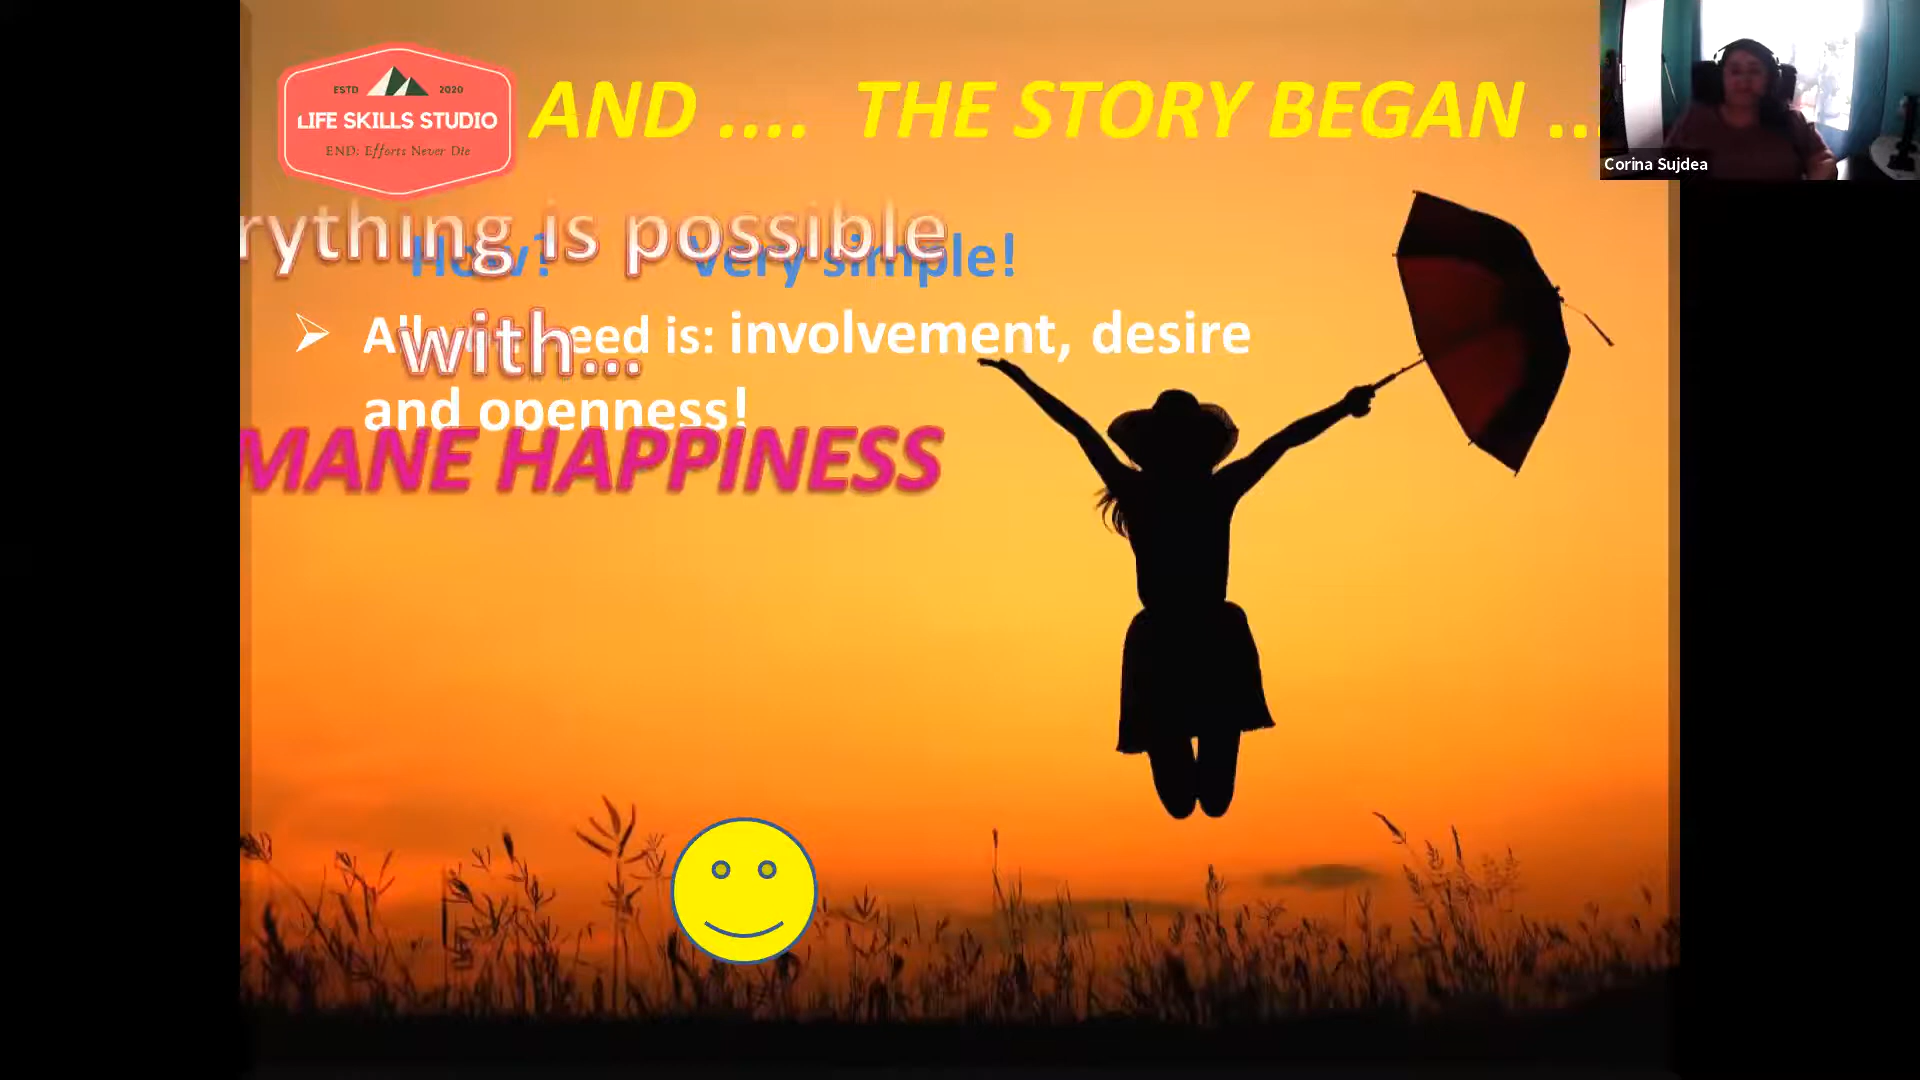 ESTD 2020
LIFE SKILLS STUDIO
END: Efforts Never Die
AND .... THE STORY BEGAN ...
rything is possible
How? Very simple!
with...
is: involvement, desire
and openness!
MANE HAPPINESS
Corina Sujdea